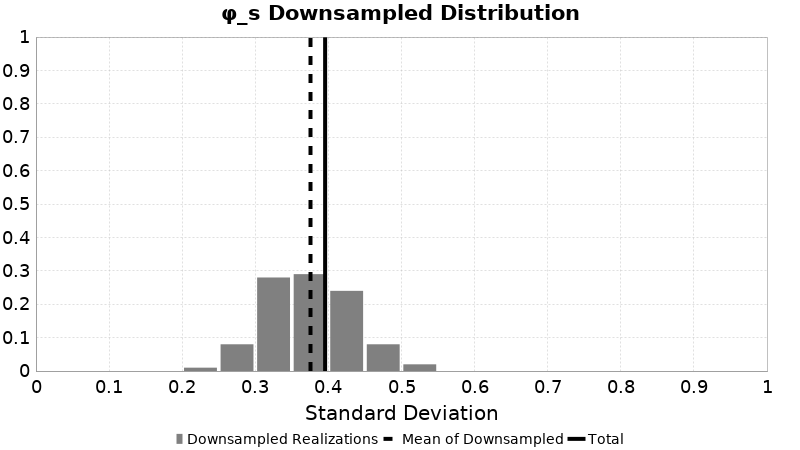 φ_s Downsampled Distribution
1
0.9
0.8
0.7
0.6
0.5
0.4
0.3
0.2
0.1
0
0 0.1 0.2 0.3 0.4 0.5 0.6 0.7 0.8 0.9 1
Standard Deviation
Downsampled Realizations Mean of Downsampled Total